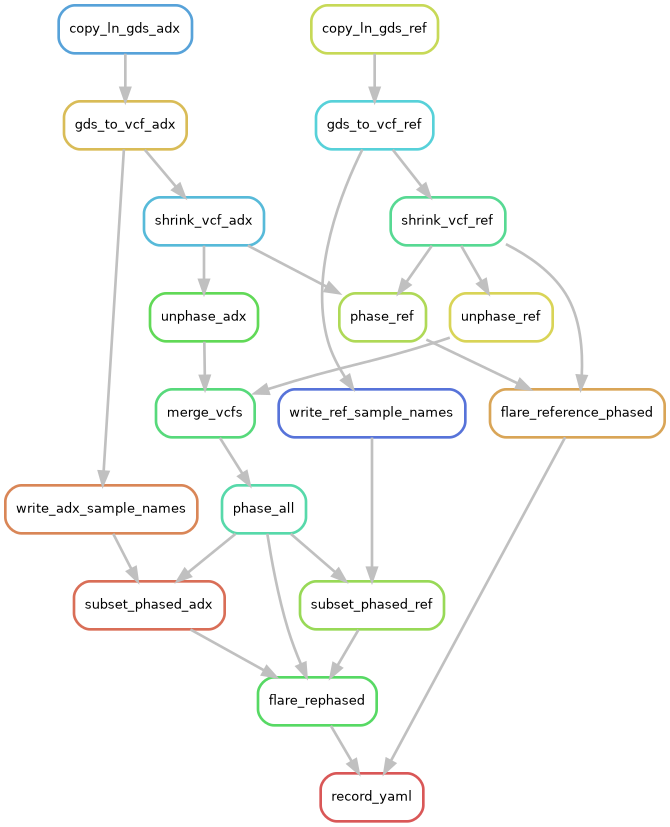 copy_ln_gds_adx
copy_ln_gds_ref
gds_to_vcf_adx
gds_to_vcf_ref
shrink_vcf_adx
shrink_vcf_ref
unphase_adx
phase_ref
unphase_ref
merge_vcfs
write_ref_sample_names
flare_reference_phased
write_adx_sample_names
phase_all
subset_phased_adx
subset_phased_ref
flare_rephased
record_yaml